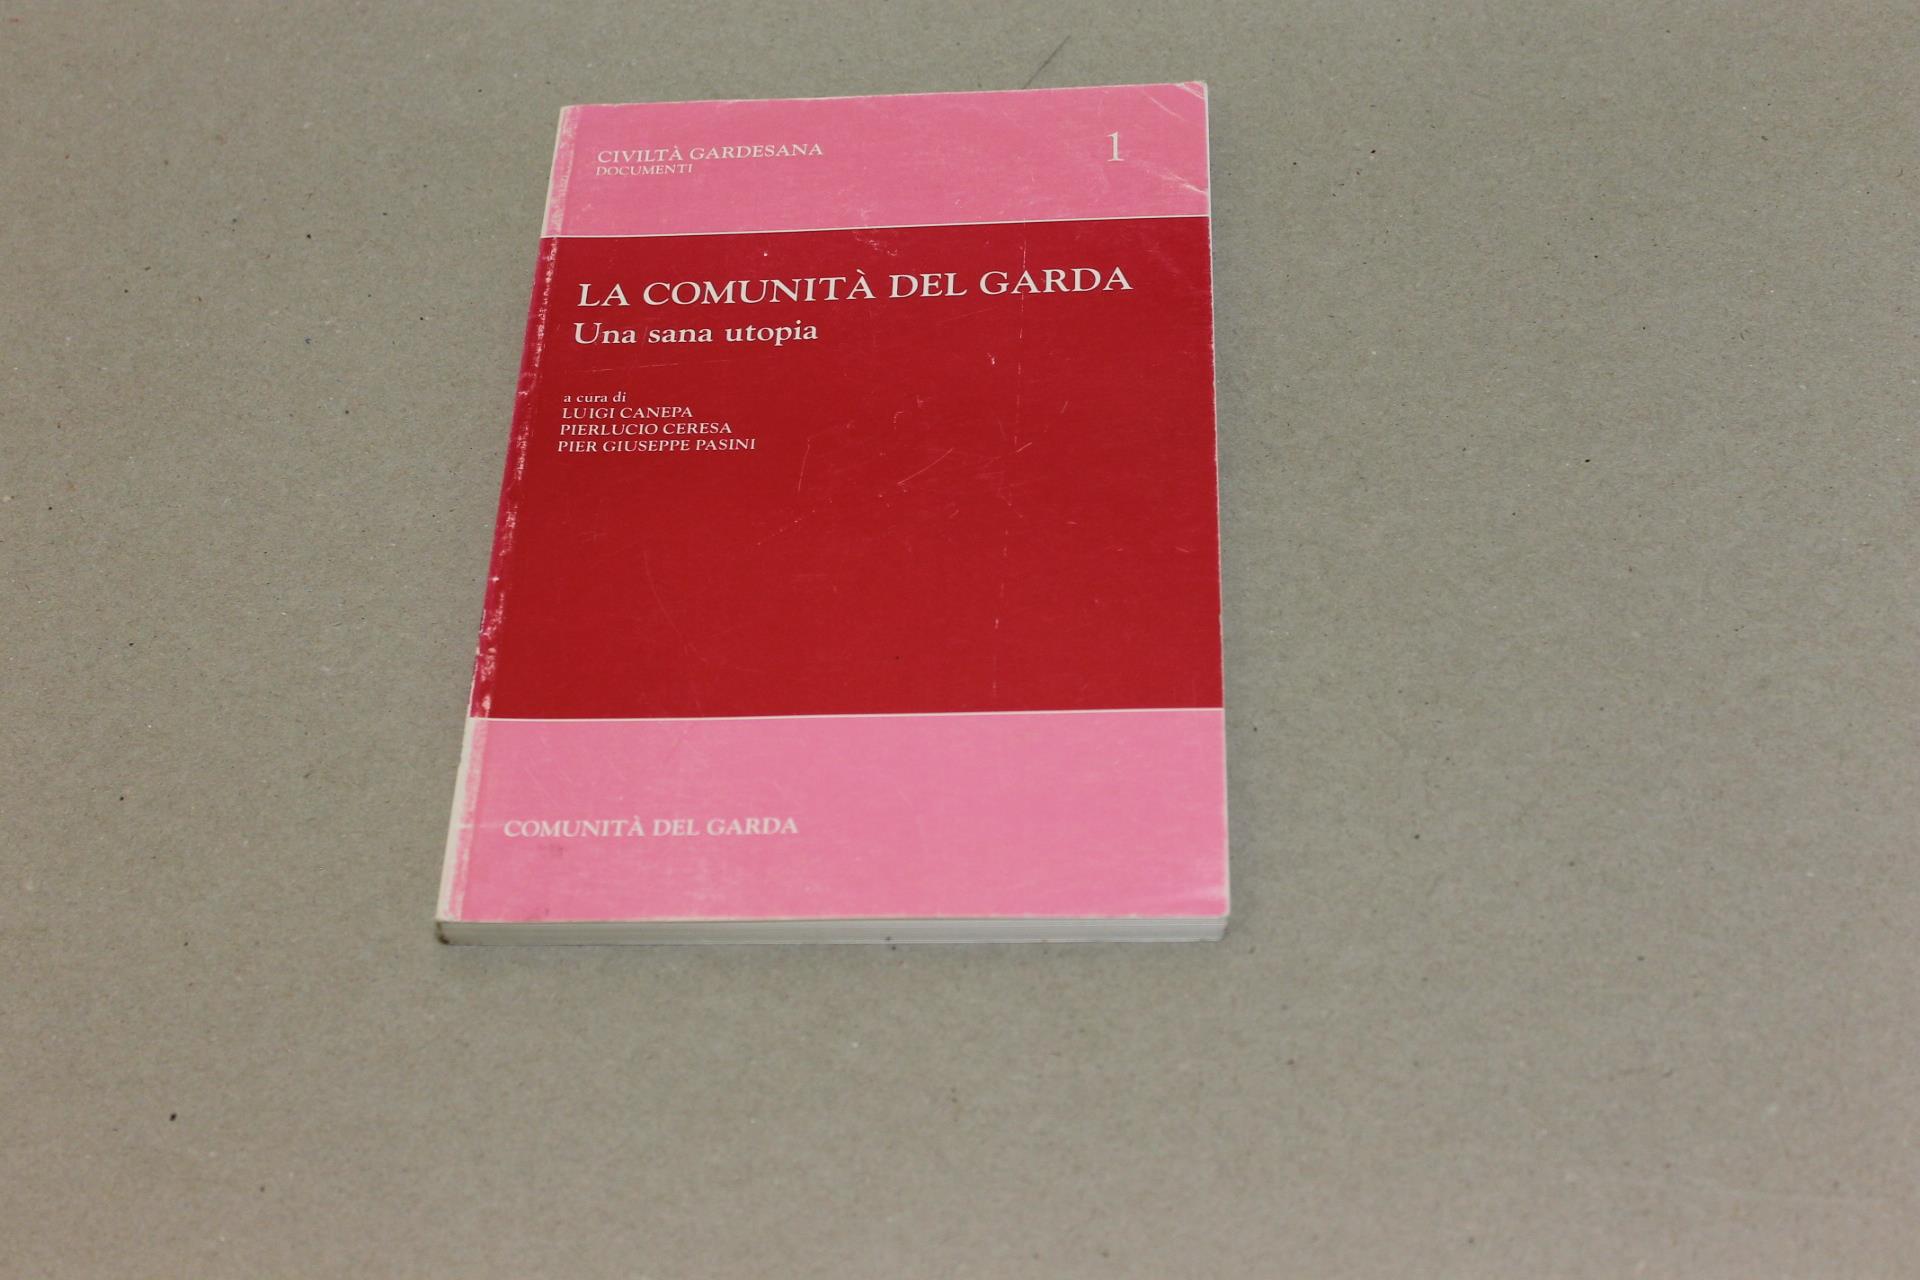 CIVILTÀ GARDESANA
DOCUMENTI
1
LA COMUNITÀ DEL GARDA
Una sana utopia
a cura di
LUIGI CANEPA
PIERLUCIO CERESA
PIER GIUSEPPE PASINI
COMUNITÀ DEL GARDA